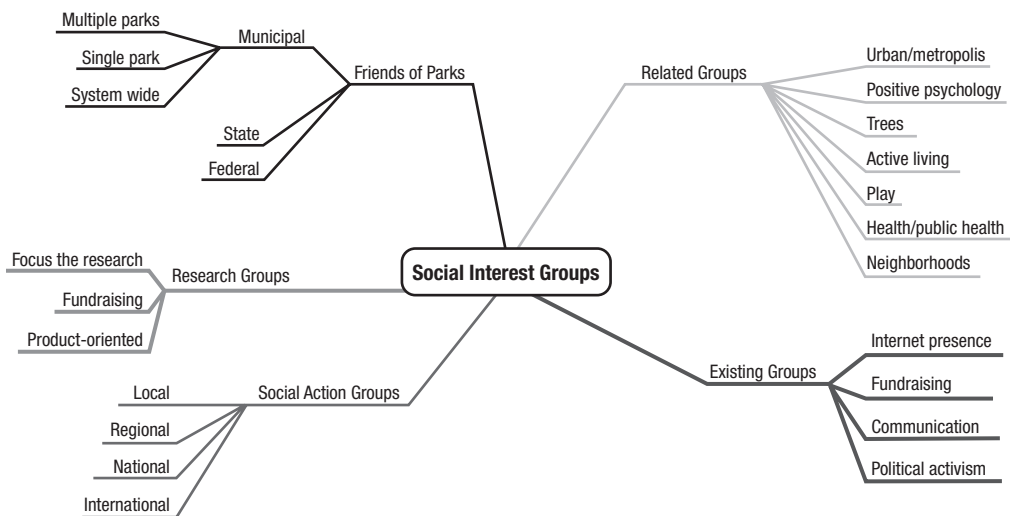 Multiple parks
Municipal
Single park
System wide
Friends of Parks
State
Federal
Related Groups
Urban/metropolis
Positive psychology
Trees
Active living
Play
Health/public health
Neighborhoods
Social Interest Groups
Focus the research
Research Groups
Fundraising
Product-oriented
Social Action Groups
Local
Regional
National
International
Existing Groups
Internet presence
Fundraising
Communication
Political activism